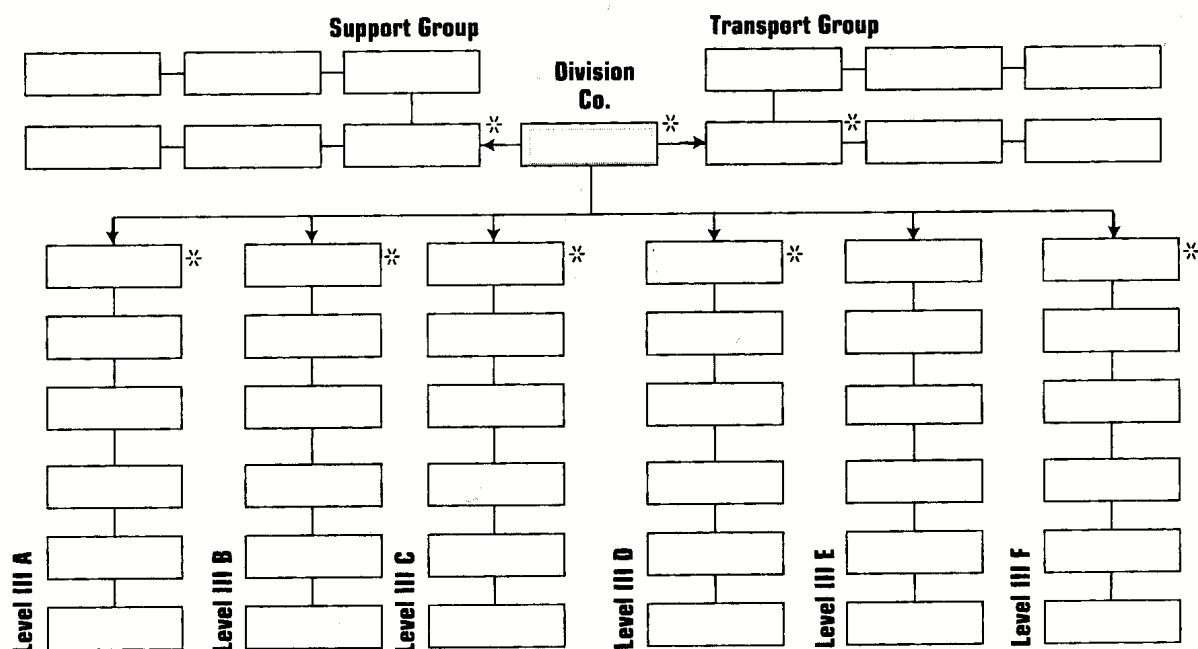 Support Group
Transport Group
Division
Co.
Level III A
Level III B
Level III C
Level III D
Level III E
Level III F